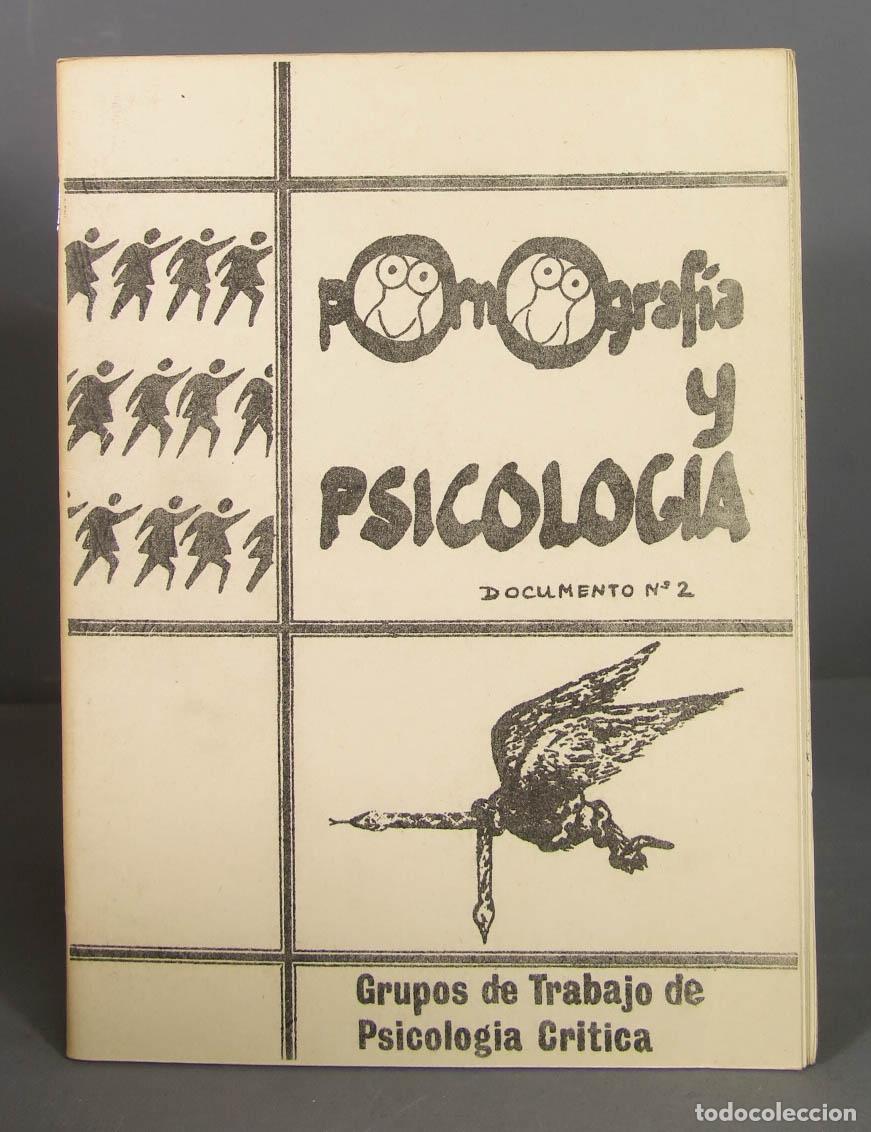 pornografía
y
PSICOLOGIA
DOCUMENTO Nº 2
Grupos de Trabajo de
Psicologia Critica
todocoleccion